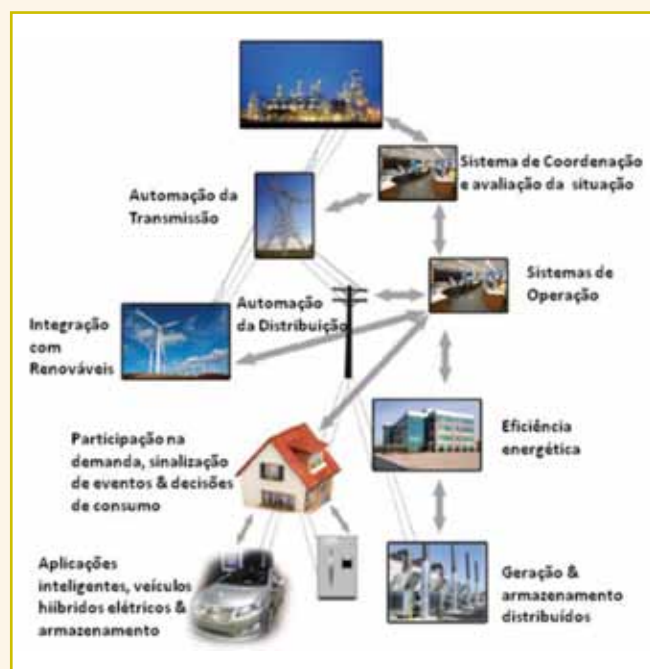 Sistema de Coordenação
e avaliação da situação
Automação da
Transmissão
Sistemas de
Operação
Automação
da Distribuição
Integração
com
Renováveis
Eficiência
energética
Participação na
demanda, sinalização
de eventos & decisões
de consumo
Aplicações
inteligentes, veículos
hiíbridos elétricos &
armazenamento
Geração &
armazenamento
distribuídos